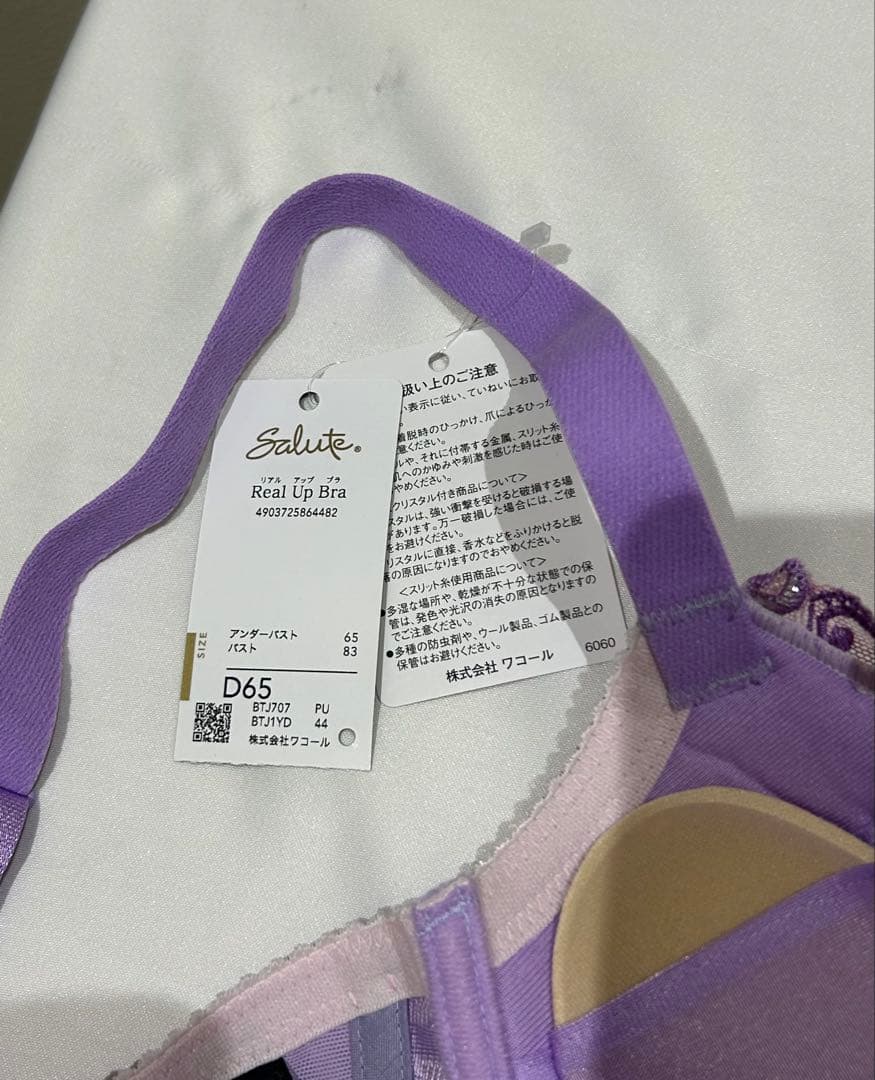 Salute®
リアル アップ ブラ
Real Up Bra
4903725864482
SIZE
アンダーバスト 65
バスト 83
D65
BTJ707 PU
BTJ1YD 44
株式会社ワコール
扱い上のご注意
い表示に従い、ていねいにお取
着脱時のひっかけ、爪によるひっか
意ください。
ルや、それに付帯する金属、スリット糸
肌へのかゆみや刺激を感じた時はご使
やめください。
クリスタル付き商品について＞
スタルは、強い衝撃を受けると破損する場
があります。万一破損した場合には、ご使
をお避けください。
リスタルに直接、香水などをふりかけると脱
落の原因になりますのでおやめください。
＜スリット糸使用商品について＞
●多湿な場所や、乾燥が不十分な状態での保
管は、発色や光沢の消失の原因となりますの
でご注意ください。
●多種の防虫剤や、ウール製品、ゴム製品との
保管はお避けください。
株式会社 ワコール 6060